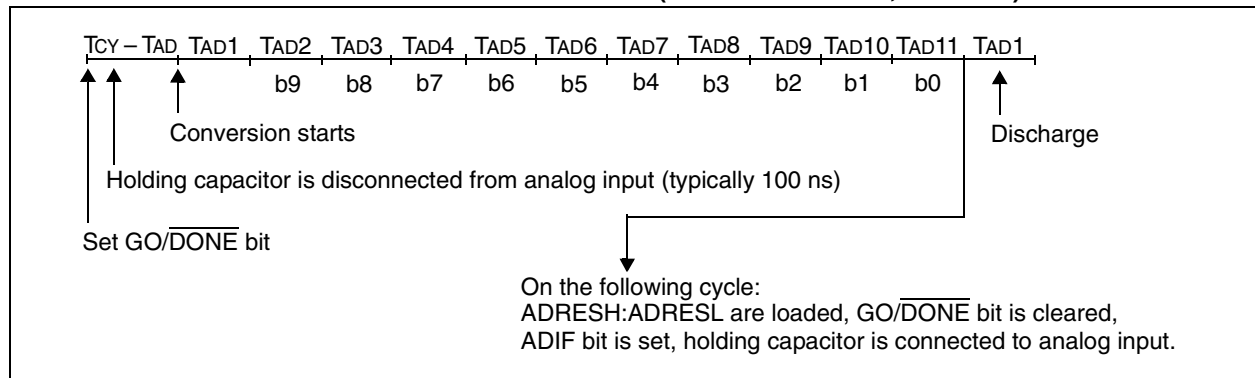 TCY – TAD TAD1 TAD2 TAD3 TAD4 TAD5 TAD6 TAD7 TAD8 TAD9 TAD10 TAD11 TAD1
b9 b8 b7 b6 b5 b4 b3 b2 b1 b0
Conversion starts
Discharge
Holding capacitor is disconnected from analog input (typically 100 ns)
Set GO/DONE bit
On the following cycle:
ADRESH:ADRESL are loaded, GO/DONE bit is cleared,
ADIF bit is set, holding capacitor is connected to analog input.